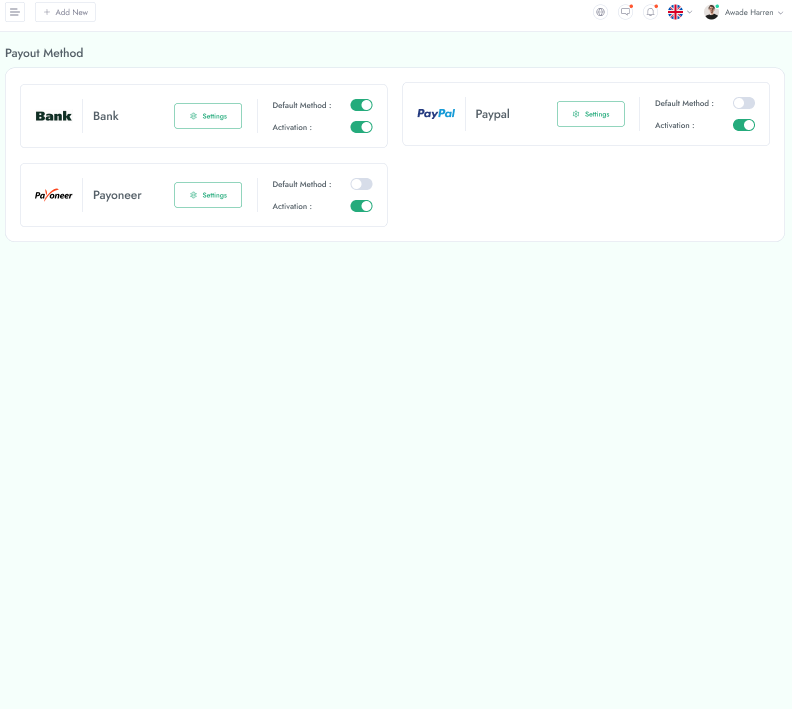 Add New
Awade Harren
Payout Method
Bank
Bank
Settings
Default Method :
Activation :
PayPal
Paypal
Settings
Default Method :
Activation :
Payoneer
Payoneer
Settings
Default Method :
Activation :